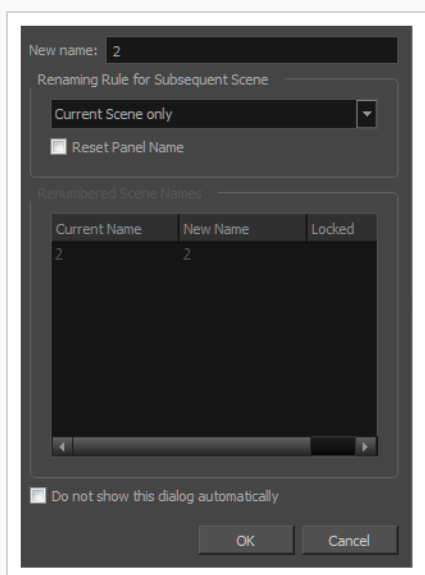 New name: 2
Renaming Rule for Subsequent Scene
Current Scene only
Reset Panel Name
Renumbered Scene Names
Current Name New Name Locked
2 2
Do not show this dialog automatically
OK Cancel